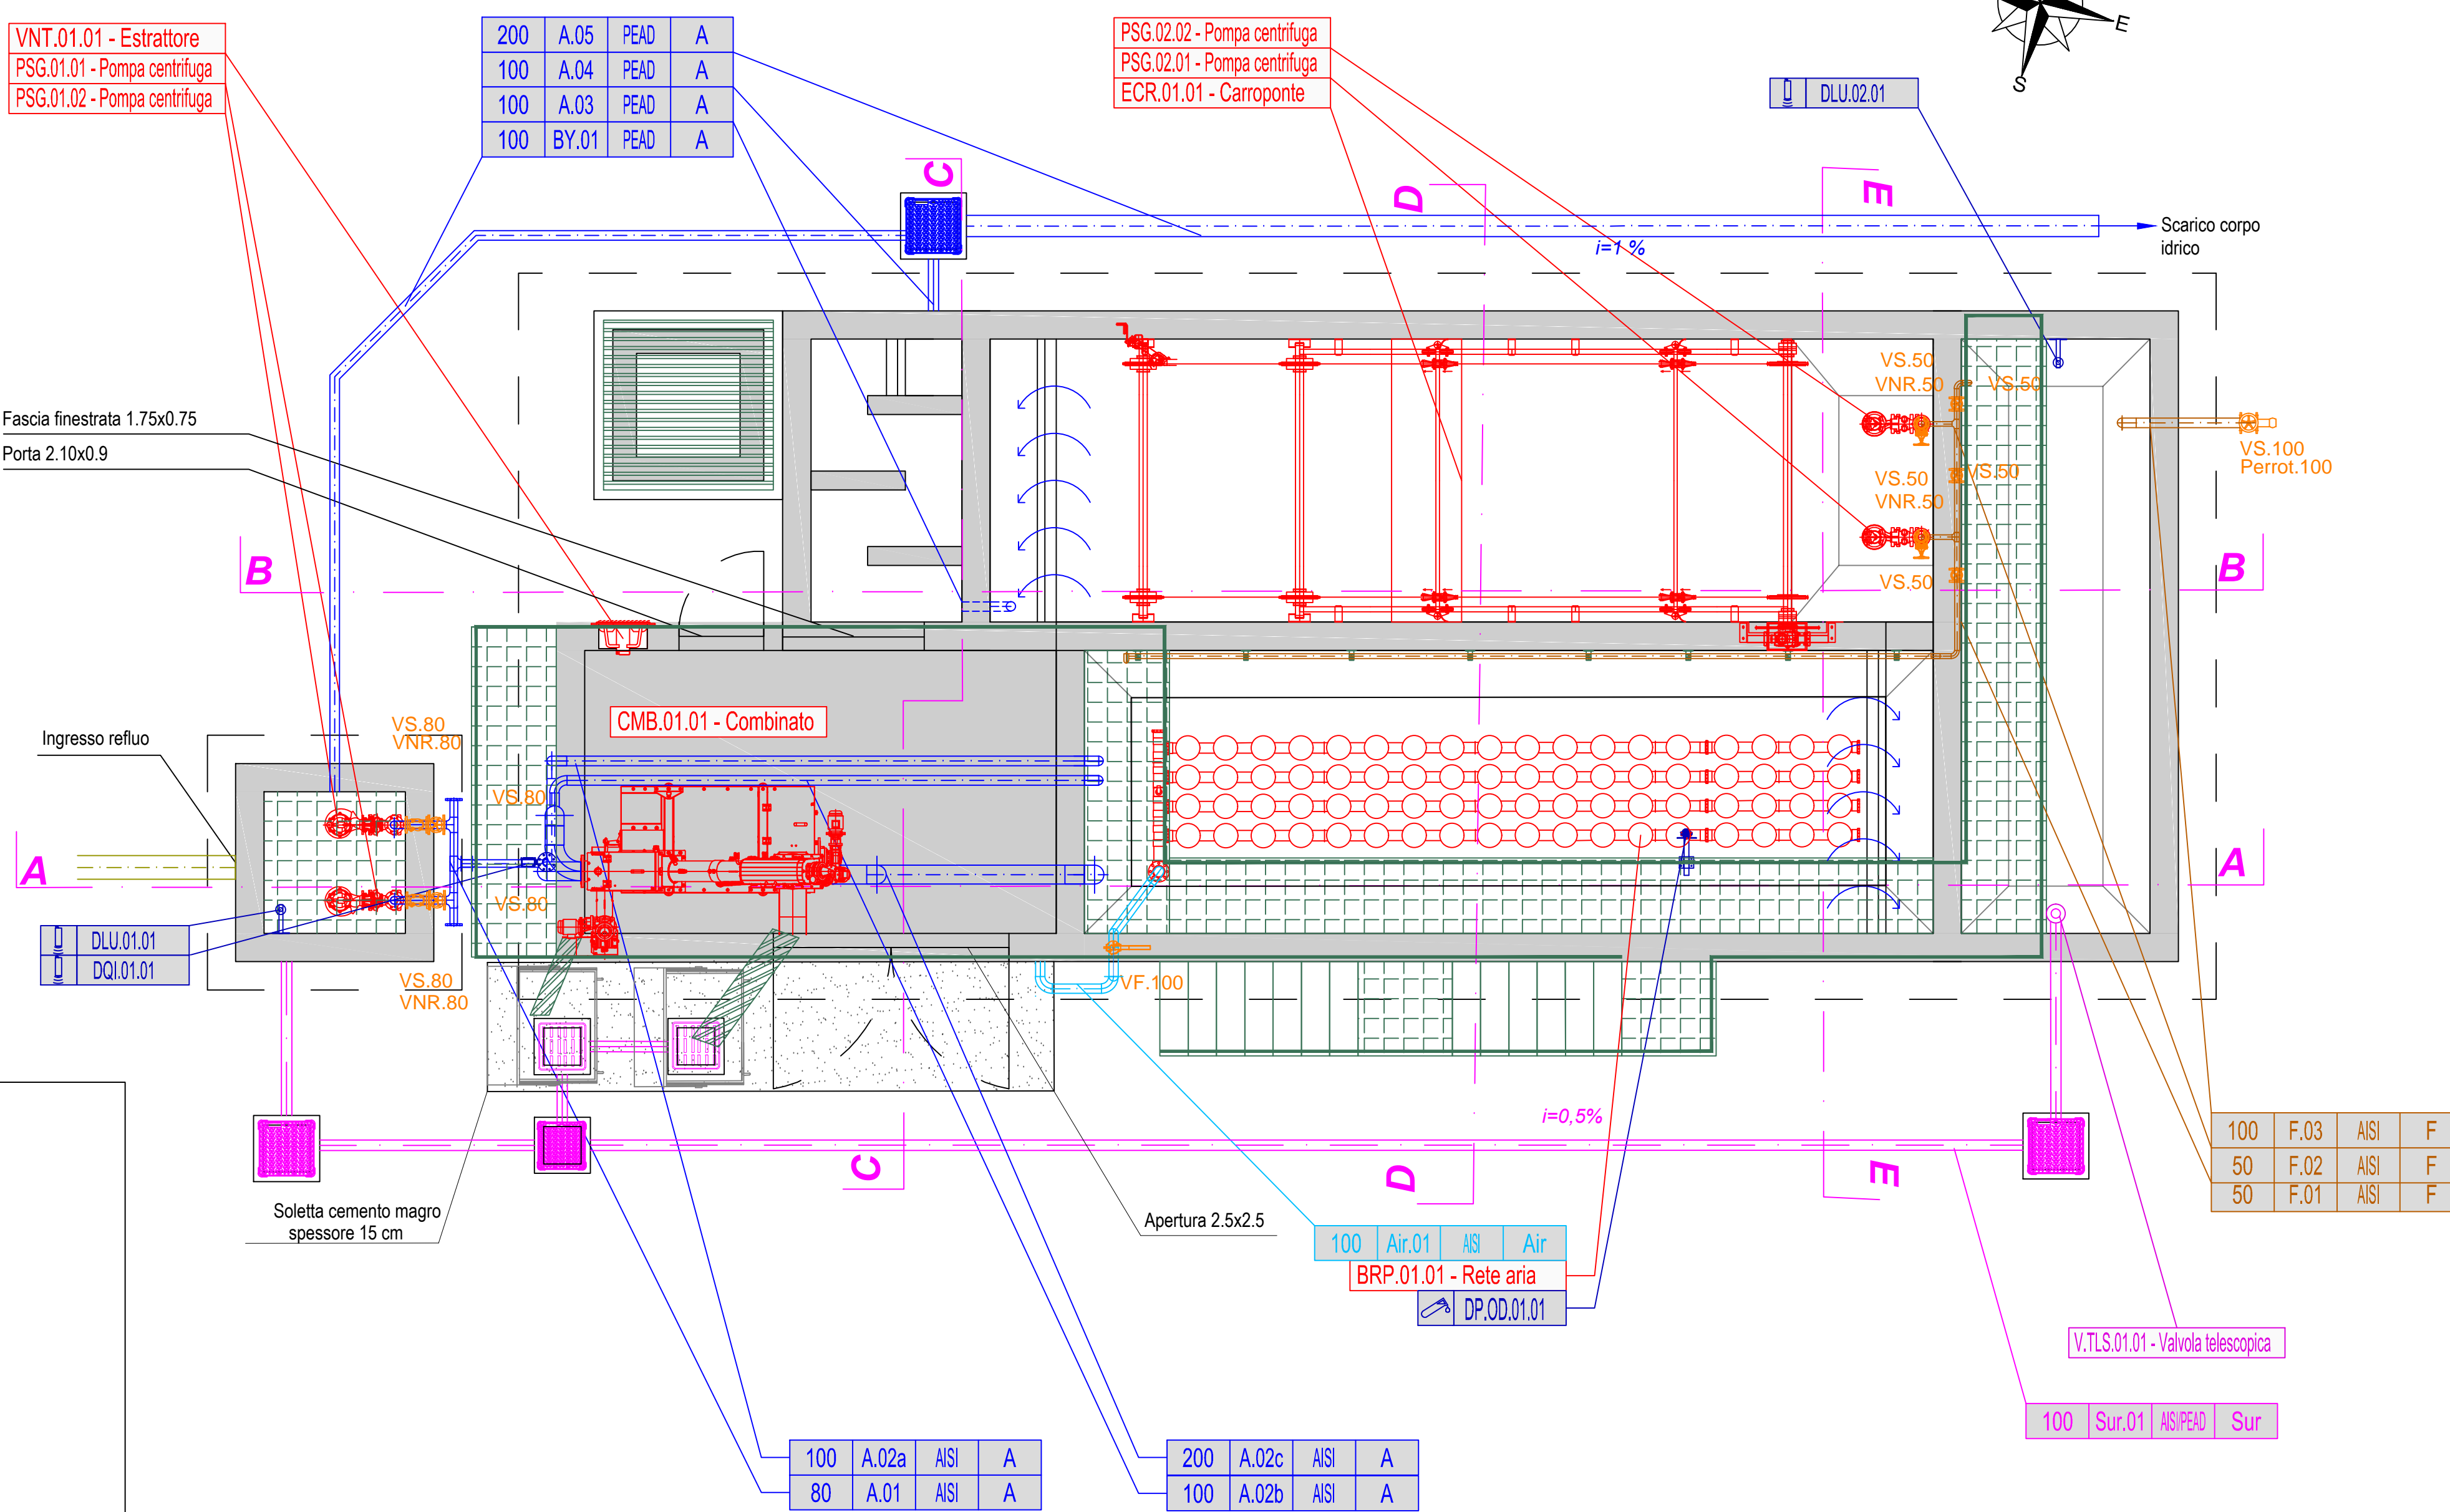 VNT.01.01 - Estrattore
PSG.01.01 - Pompa centrifuga
PSG.01.02 - Pompa centrifuga
200 A.05 PEAD A
100 A.04 PEAD A
100 A.03 PEAD A
100 BY.01 PEAD A
PSG.02.02 - Pompa centrifuga
PSG.02.01 - Pompa centrifuga
ECR.01.01 - Carroponte
DLU.02.01
E
S
C
D
E
Scarico corpo
idrico
i=1 %
Fascia finestrata 1.75x0.75
Porta 2.10x0.9
VS.50
VNR.50
VS.50
VS.50
VNR.50
VS.50
VS.50
VS.100
Perrot.100
B
B
CMB.01.01 - Combinato
Ingresso refluo
VS.80
VNR.80
VS.80
VS.80
A
A
DLU.01.01
DQI.01.01
VS.80
VNR.80
VF.100
i=0,5%
C
D
E
Soletta cemento magro
spessore 15 cm
Apertura 2.5x2.5
100 F.03 AISI F
50 F.02 AISI F
50 F.01 AISI F
100 Air.01 AISI Air
BRP.01.01 - Rete aria
DP.OD.01.01
V.TLS.01.01 - Valvola telescopica
100 Sur.01 AISI/PEAD Sur
100 A.02a AISI A
80 A.01 AISI A
200 A.02c AISI A
100 A.02b AISI A